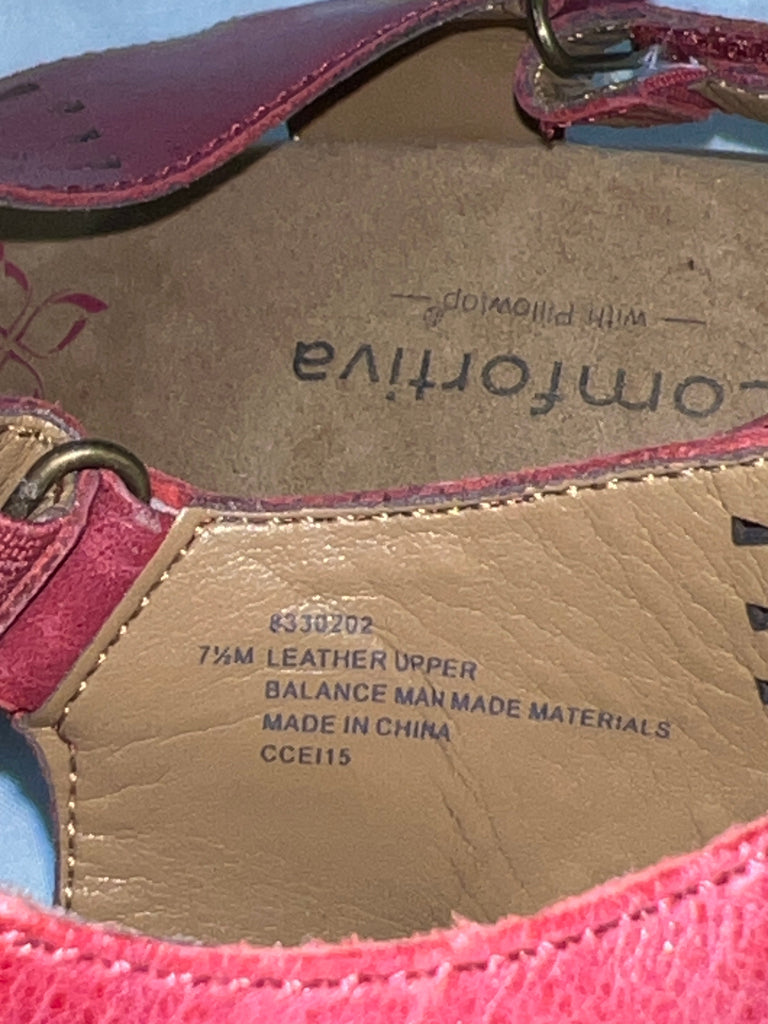 — with Pillowtop® —
comfortiva
8330202
7½M LEATHER UPPER
BALANCE MAN MADE MATERIALS
MADE IN CHINA
CCEI15